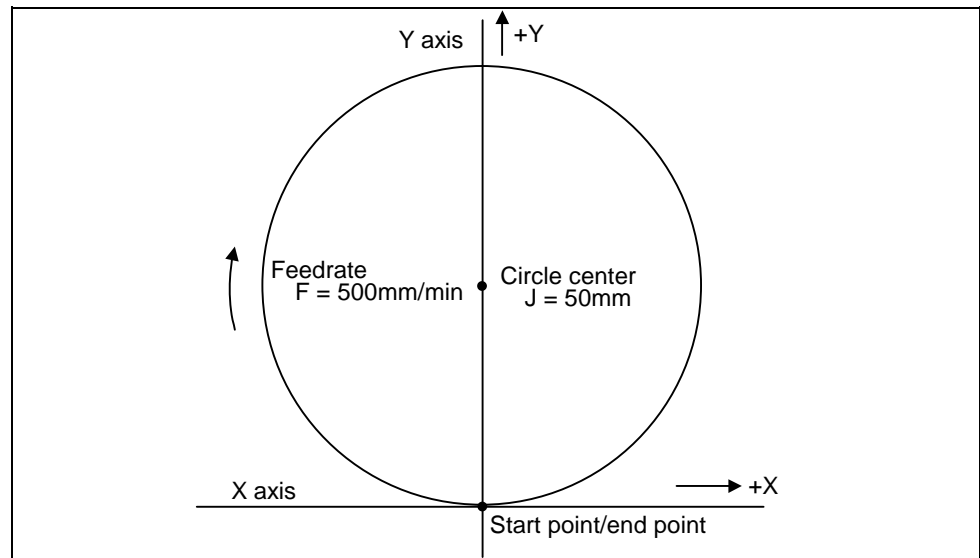 Y axis
+Y
Feedrate
F = 500mm/min
Circle center
J = 50mm
X axis
+X
Start point/end point